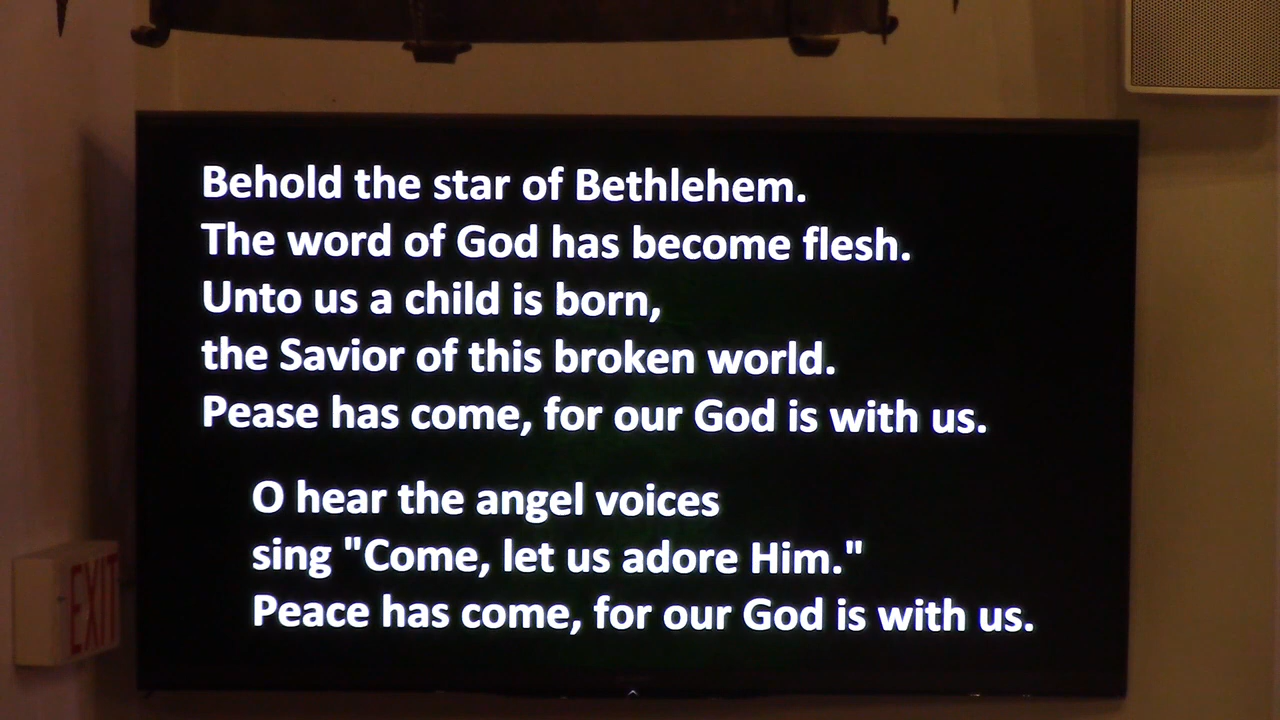 Behold the star of Bethlehem.
The word of God has become flesh.
Unto us a child is born,
the Savior of this broken world.
Pease has come, for our God is with us.
O hear the angel voices
sing "Come, let us adore Him."
Peace has come, for our God is with us.
EXIT